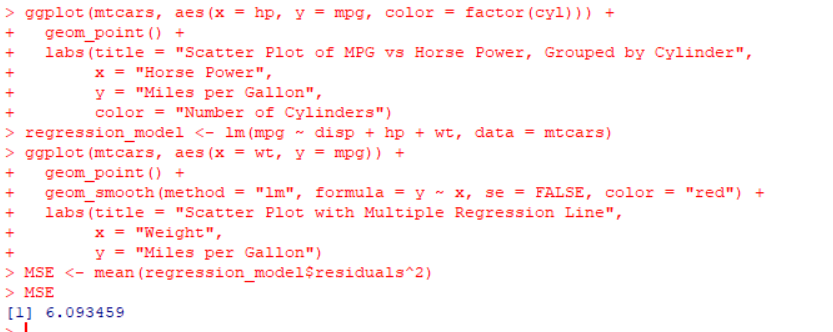 > ggplot(mtcars, aes(x = hp, y = mpg, color = factor(cyl))) +
+   geom_point() +
+   labs(title = "Scatter Plot of MPG vs Horse Power, Grouped by Cylinder",
+        x = "Horse Power",
+        y = "Miles per Gallon",
+        color = "Number of Cylinders")
> regression_model <- lm(mpg ~ disp + hp + wt, data = mtcars)
> ggplot(mtcars, aes(x = wt, y = mpg)) +
+   geom_point() +
+   geom_smooth(method = "lm", formula = y ~ x, se = FALSE, color = "red") +
+   labs(title = "Scatter Plot with Multiple Regression Line",
+        x = "Weight",
+        y = "Miles per Gallon")
> MSE <- mean(regression_model$residuals^2)
> MSE
[1] 6.093459
>